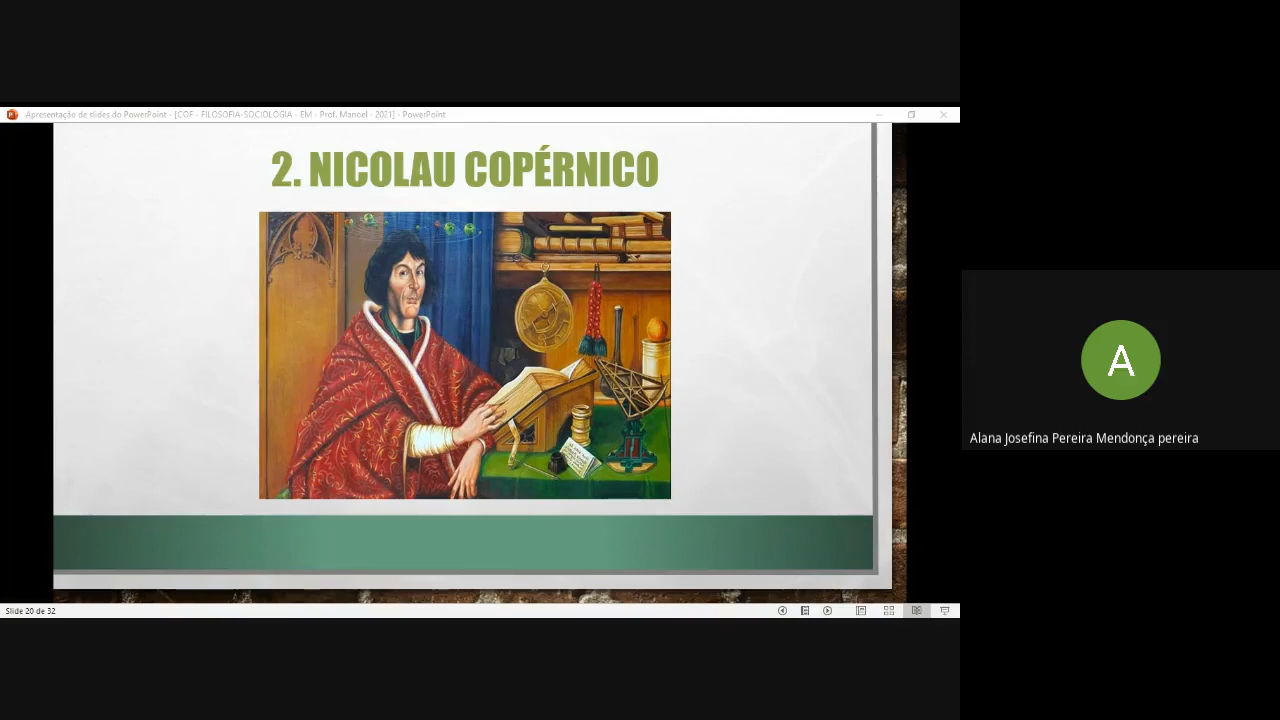 Apresentação de slides do PowerPoint - [COF - FILOSOFIA-SOCIOLOGIA - EM - Prof. Manoel - 2021] - PowerPoint
2. NICOLAU COPÉRNICO
A
Alana Josefina Pereira Mendonça pereira
Slide 20 de 32